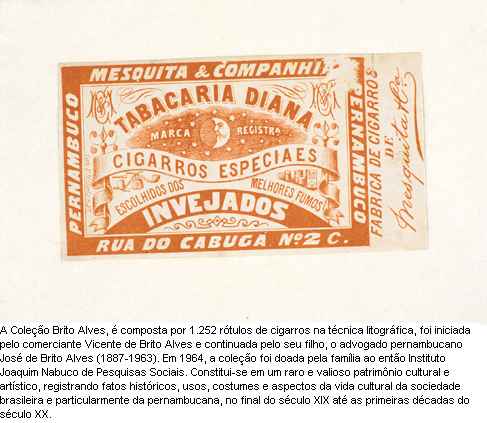 MESQUITA & COMPANHI
PERNAMBUCO
TABACARIA DIANA
MARCA REGISTRA
CIGARROS ESPECIAES
ESCOLHIDOS DOS MELHORES FUMOS
INVEJADOS
RUA DO CABUGA Nº 2 C.
PERNAMBUCO
FABRICA DE CIGARROS
DE
Mesquita & Cia
A Coleção Brito Alves, é composta por 1.252 rótulos de cigarros na técnica litográfica, foi iniciada
pelo comerciante Vicente de Brito Alves e continuada pelo seu filho, o advogado pernambucano
José de Brito Alves (1887-1963). Em 1964, a coleção foi doada pela família ao então Instituto
Joaquim Nabuco de Pesquisas Sociais. Constitui-se em um raro e valioso patrimônio cultural e
artístico, registrando fatos históricos, usos, costumes e aspectos da vida cultural da sociedade
brasileira e particularmente da pernambucana, no final do século XIX até as primeiras décadas do
século XX.